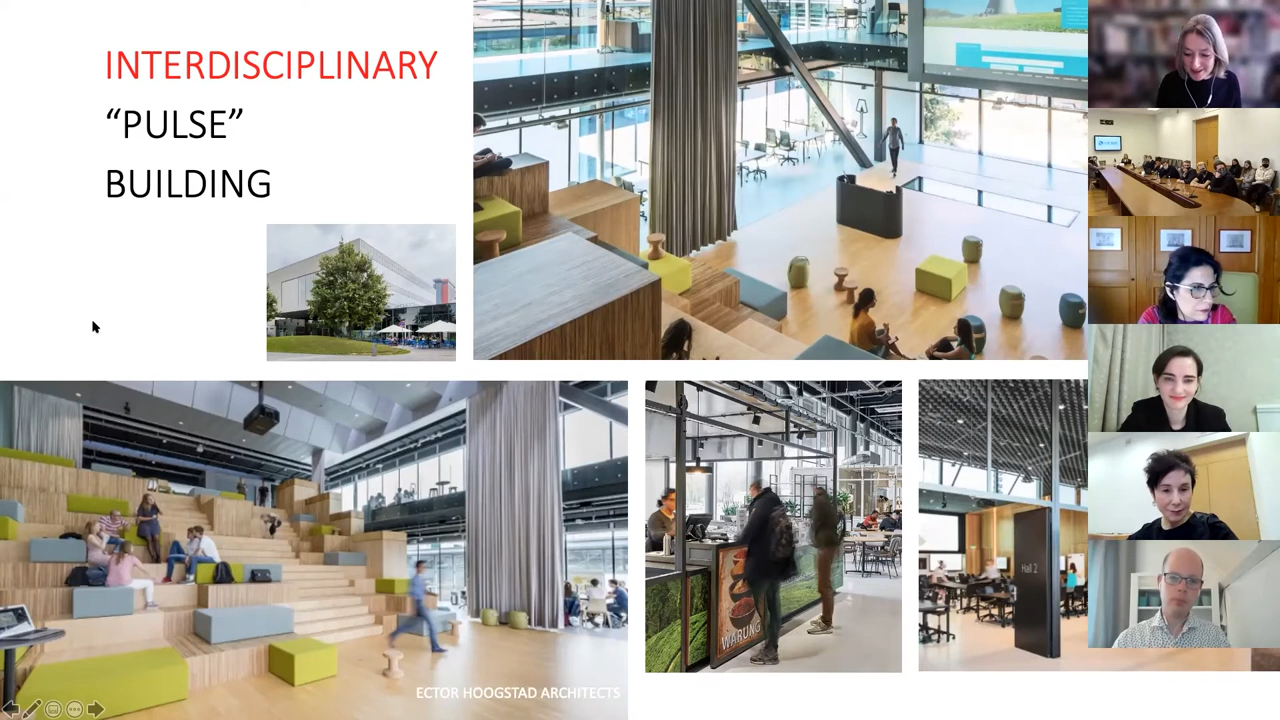 INTERDISCIPLINARY
“PULSE”
BUILDING
WARUNG
Hall 2
ECTOR HOOGSTAD ARCHITECTS